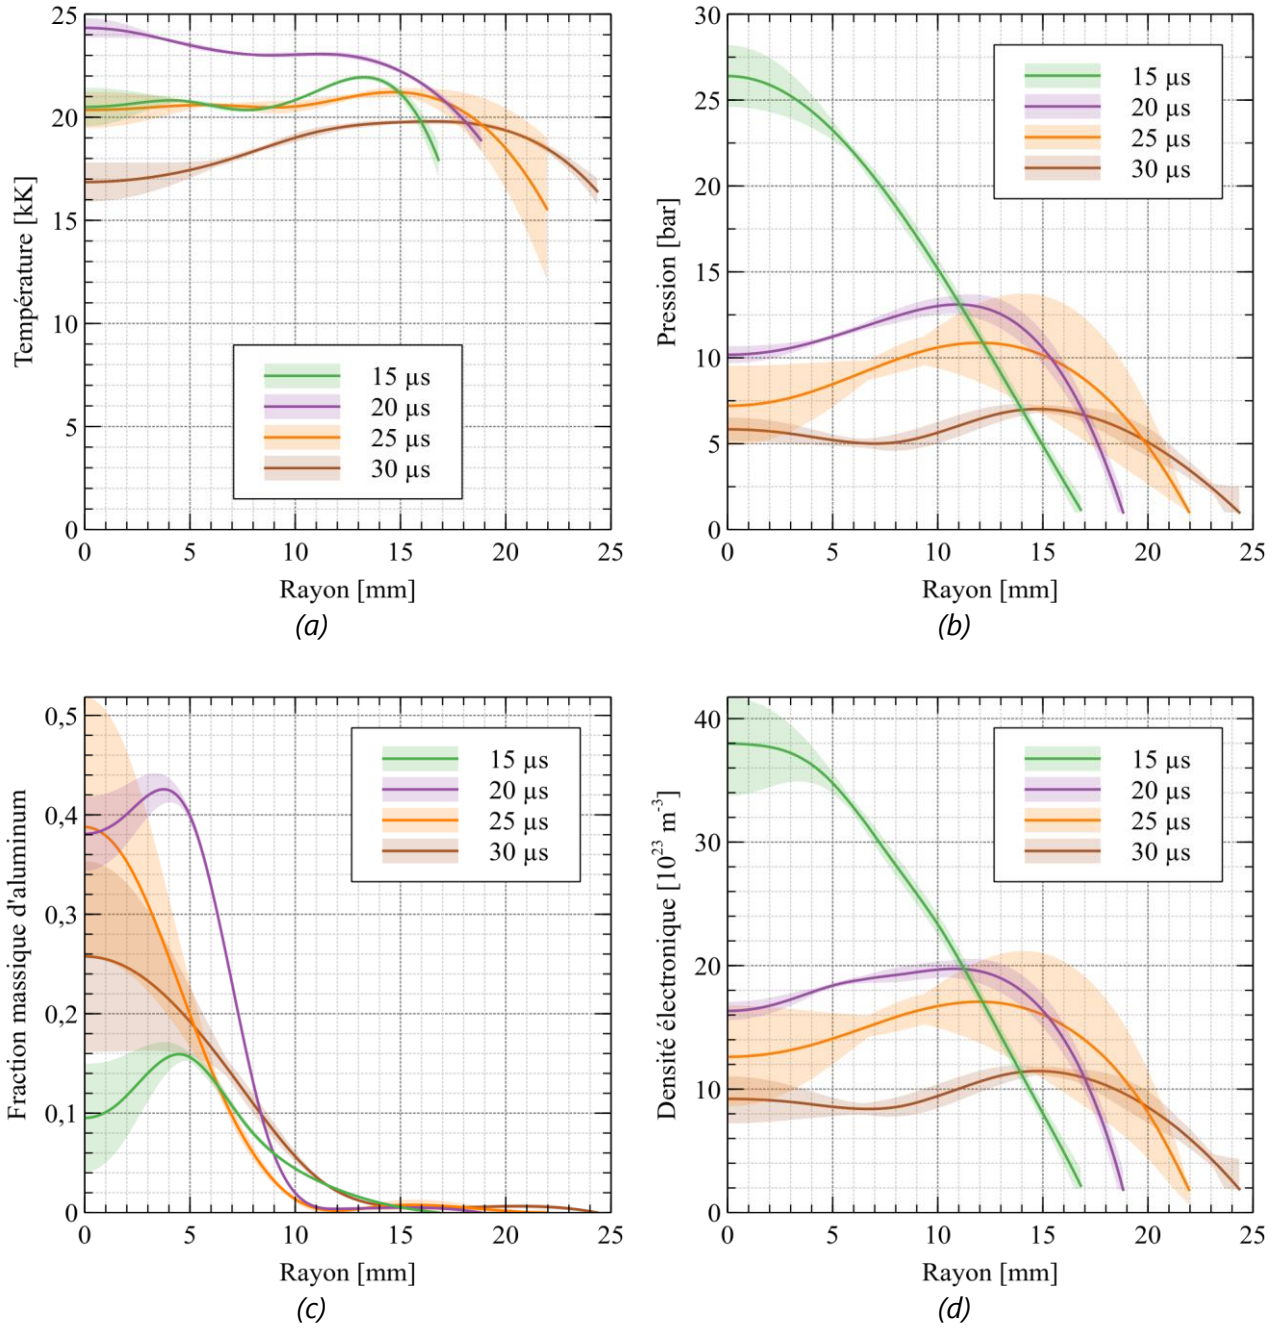 25
20
15
10
5
0
Température [kK]
15 µs
20 µs
25 µs
30 µs
0 5 10 15 20 25
Rayon [mm]
(a)
30
25
20
15
10
5
0
Pression [bar]
15 µs
20 µs
25 µs
30 µs
0 5 10 15 20 25
Rayon [mm]
(b)
0,5
0,4
0,3
0,2
0,1
0
Fraction massique d'aluminum
15 µs
20 µs
25 µs
30 µs
0 5 10 15 20 25
Rayon [mm]
(c)
40
30
20
10
0
Densité électronique [10²³ m⁻³]
15 µs
20 µs
25 µs
30 µs
0 5 10 15 20 25
Rayon [mm]
(d)